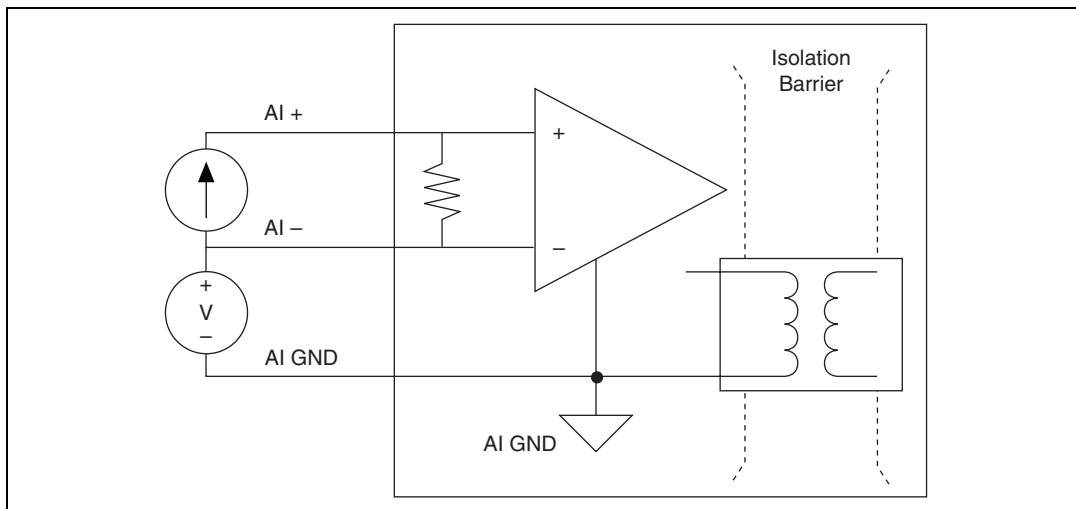 Isolation
Barrier
AI +
+
AI –
–
+
V
–
AI GND
AI GND